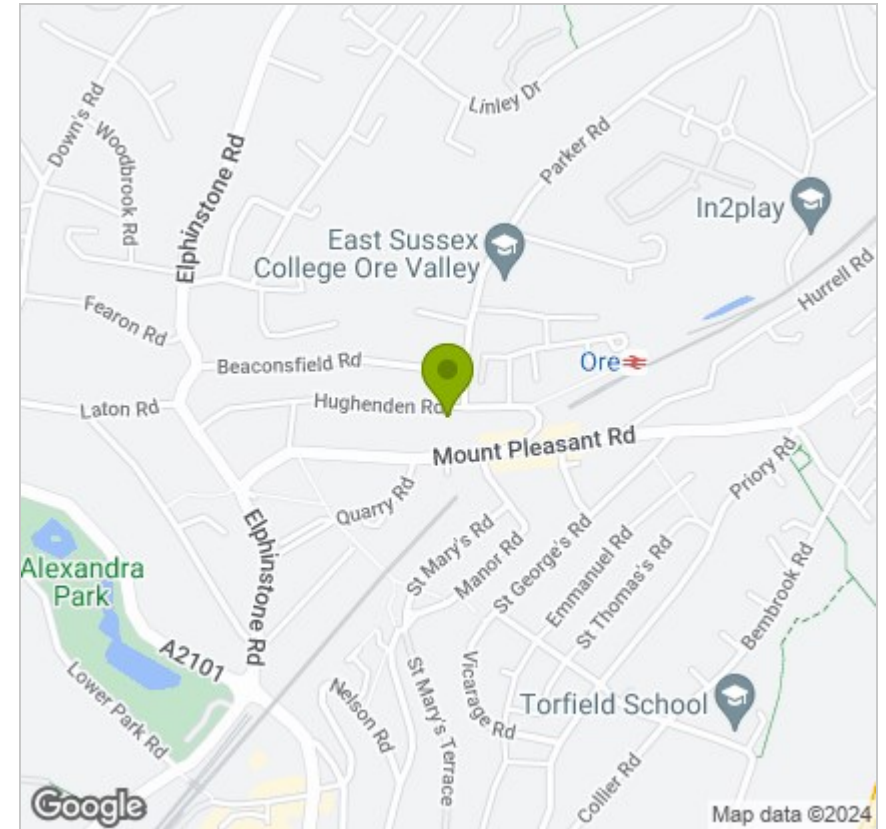 Linley Dr
Down's Rd
Woodbrook Rd
Elphinstone Rd
Parker Rd
In2play
East Sussex
College Ore Valley
Hurrell Rd
Fearon Rd
Beaconsfield Rd
Ore
Laton Rd
Hughenden Rd
Mount Pleasant Rd
Priory Rd
Quarry Rd
Elphinstone Rd
St Mary's Rd
Manor Rd
St George's Rd
Emmanuel Rd
St Thomas's Rd
Bembrook Rd
Alexandra
Park
A2101
Lower Park Rd
Nelson Rd
St Mary's Terrace
Vicarage Rd
Torfield School
Collier Rd
Google
Map data ©2024